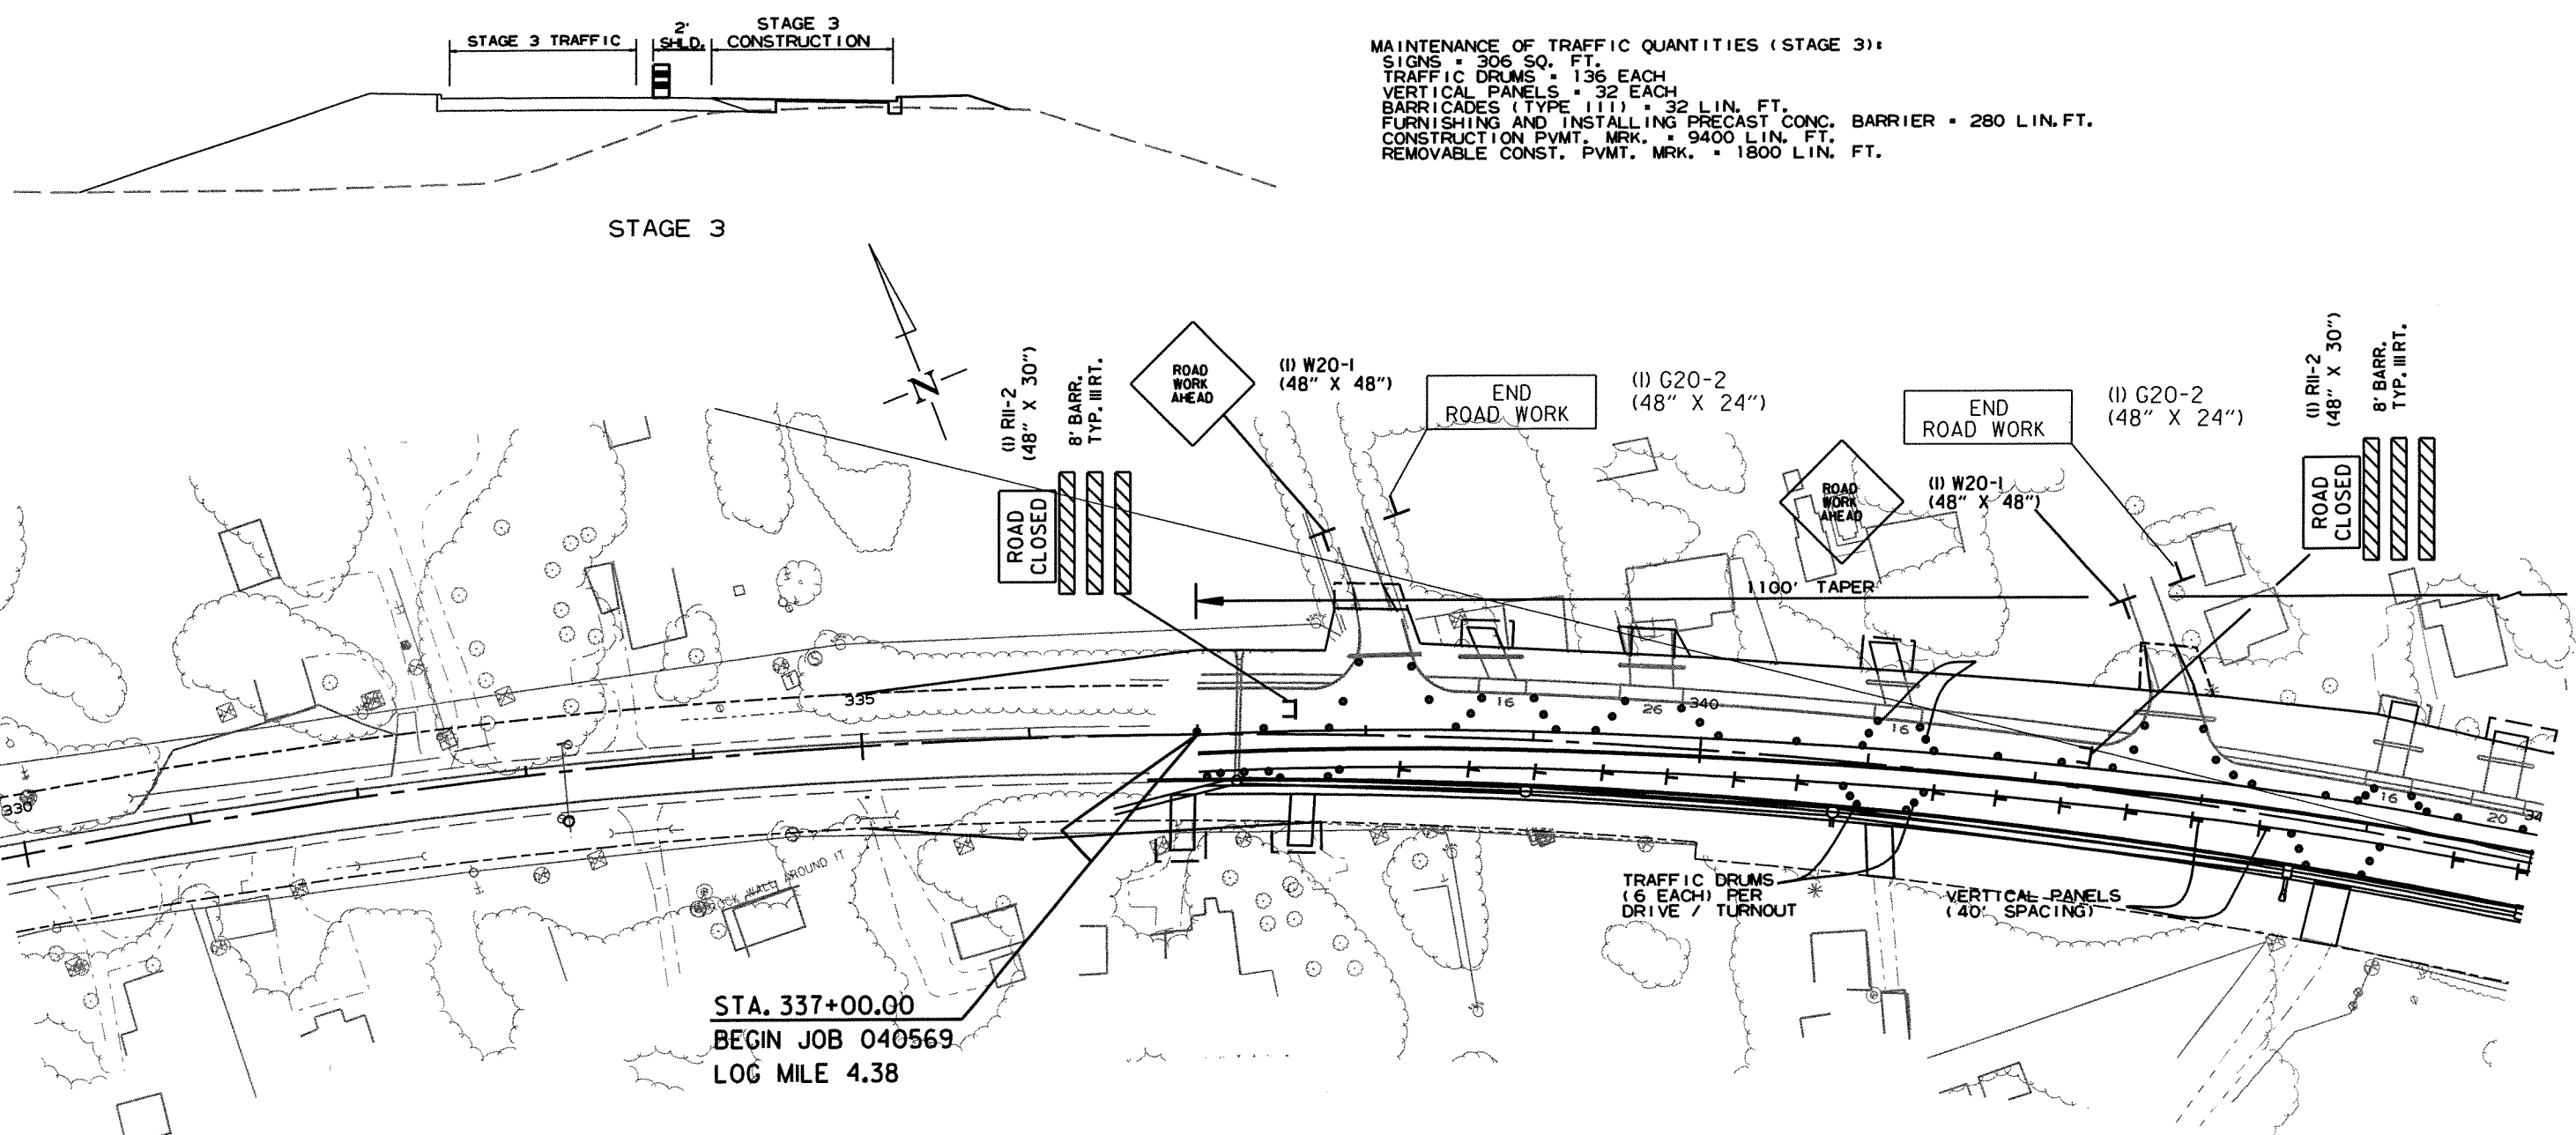 STAGE 3 TRAFFIC
2'
SHLD.
STAGE 3
CONSTRUCTION
MAINTENANCE OF TRAFFIC QUANTITIES (STAGE 3):
SIGNS = 306 SQ. FT.
TRAFFIC DRUMS = 136 EACH
VERTICAL PANELS = 32 EACH
BARRICADES (TYPE III) = 32 LIN. FT.
FURNISHING AND INSTALLING PRECAST CONC. BARRIER = 280 LIN.FT.
CONSTRUCTION PVMT. MRK. = 9400 LIN. FT.
REMOVABLE CONST. PVMT. MRK. = 1800 LIN. FT.
STAGE 3
N
(1) R11-2
(48" X 30")
8' BARR.
TYP. III RT.
ROAD
CLOSED
ROAD
WORK
AHEAD
(1) W20-1
(48" X 48")
END
ROAD WORK
(1) G20-2
(48" X 24")
ROAD
WORK
AHEAD
(1) W20-1
(48" X 48")
END
ROAD WORK
(1) G20-2
(48" X 24")
(1) R11-2
(48" X 30")
8' BARR.
TYP. III RT.
ROAD
CLOSED
1100' TAPER
330
335
16
26
340
16
16
20
34
TRAFFIC DRUMS
(6 EACH) PER
DRIVE / TURNOUT
VERTICAL PANELS
(40' SPACING)
WALL AROUND IT
STA. 337+00.00
BEGIN JOB 040569
LOG MILE 4.38